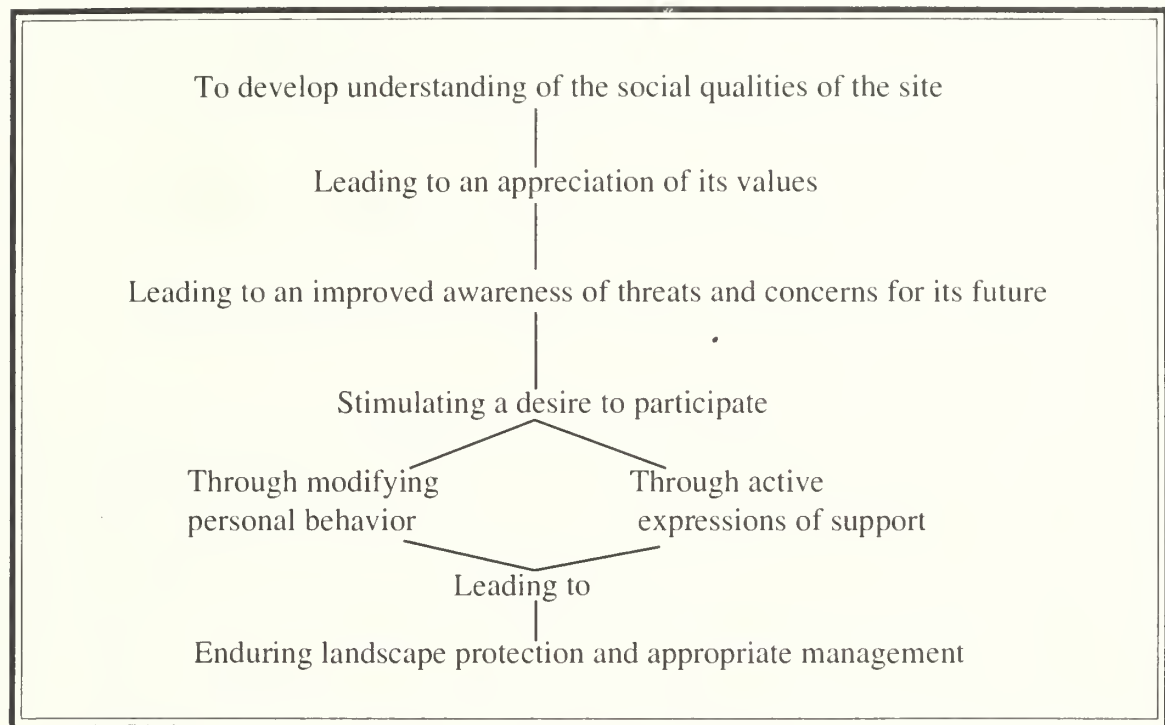 To develop understanding of the social qualities of the site
Leading to an appreciation of its values
Leading to an improved awareness of threats and concerns for its future
Stimulating a desire to participate
Through modifying
personal behavior
Through active
expressions of support
Leading to
Enduring landscape protection and appropriate management